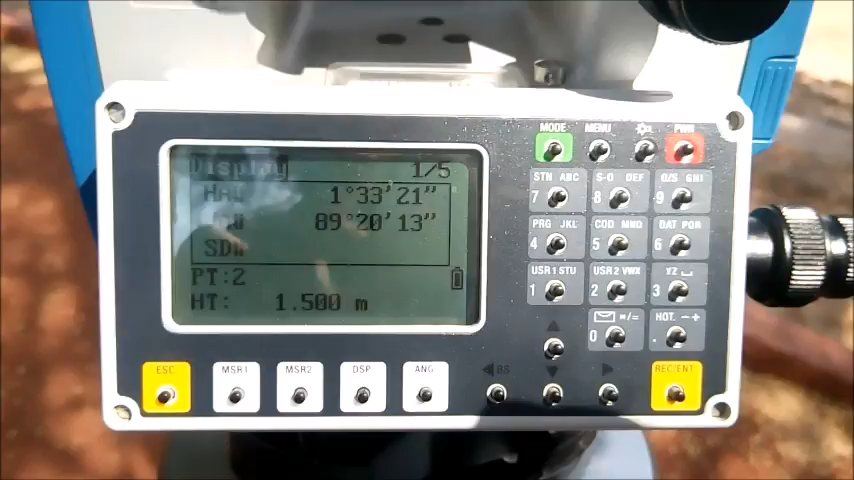 Display 1/5
HA: 1°33'21"
89°20'13"
SD:
PT:2
HT: 1.500 m
MODE MENU PWR
STN ABC S-O DEF O/S GHI
7 8 9
PRG JKL COD MNO DAT PQR
4 5 6
USR1 STU USR2 VWX YZ
1 2 3
*/= HOT. -+
0 .
ESC MSR1 MSR2 DSP ANG BS REC/ENT